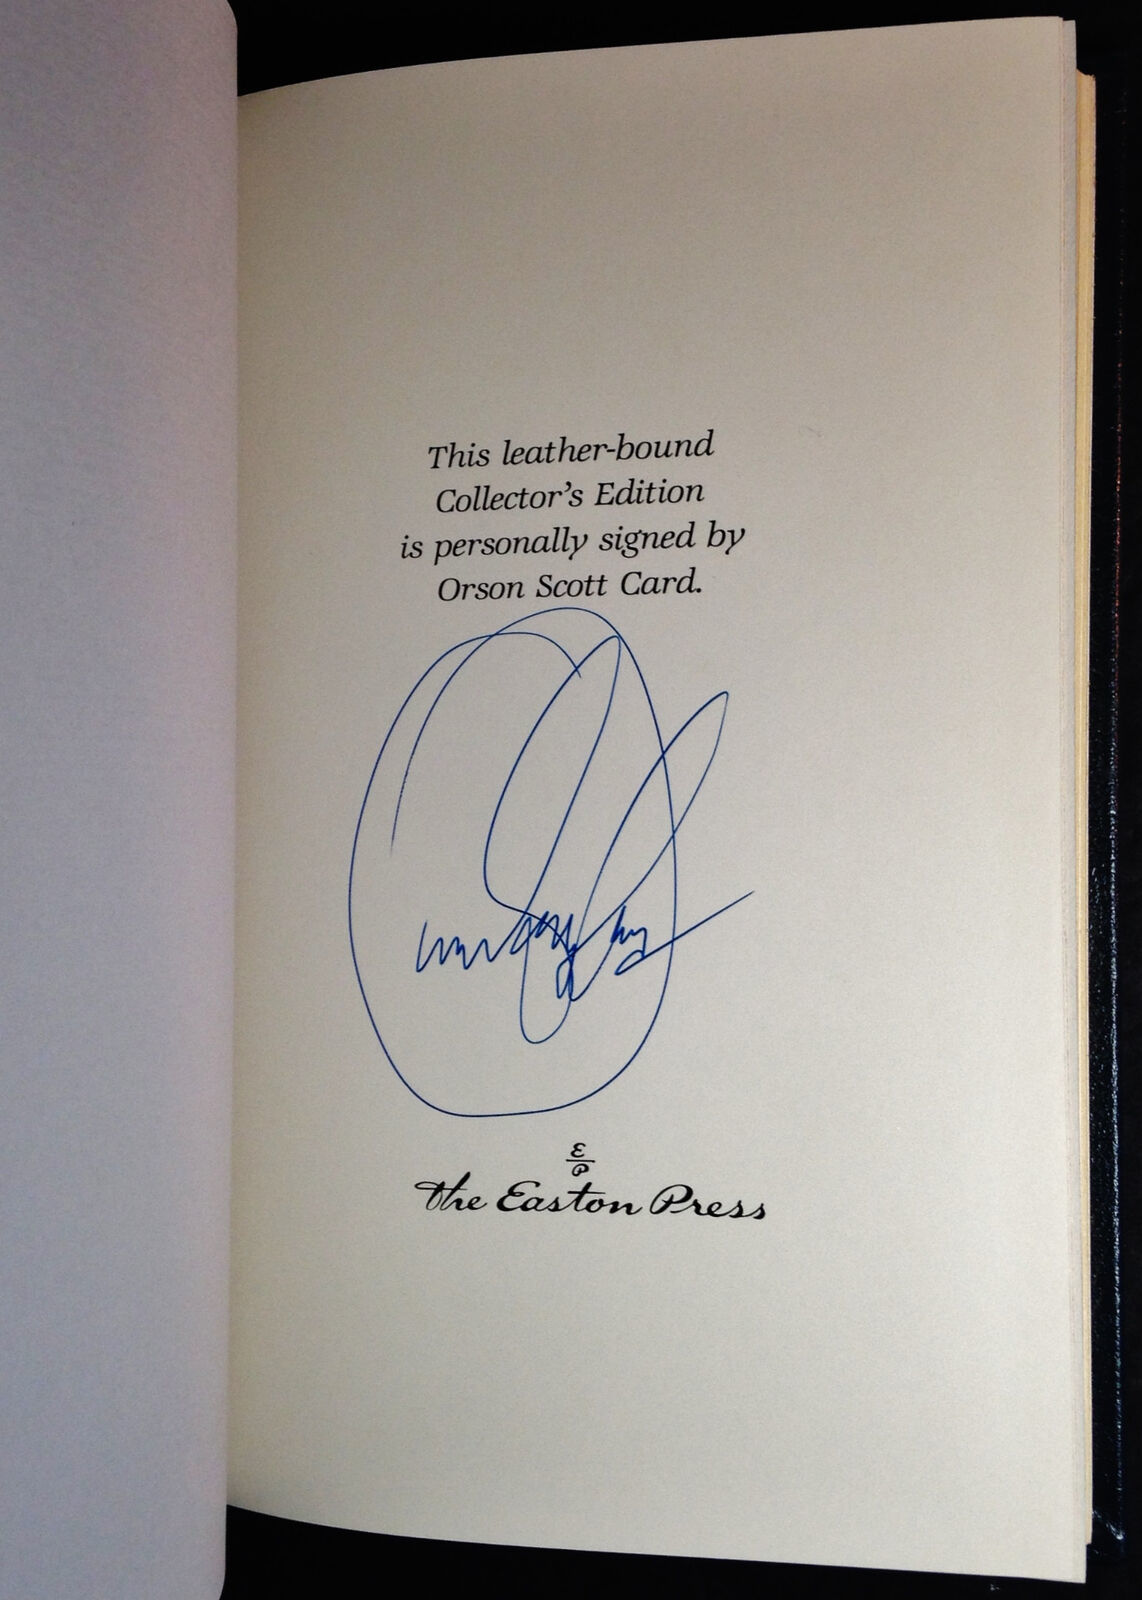 This leather-bound
Collector's Edition
is personally signed by
Orson Scott Card.
E
P
The Easton Press